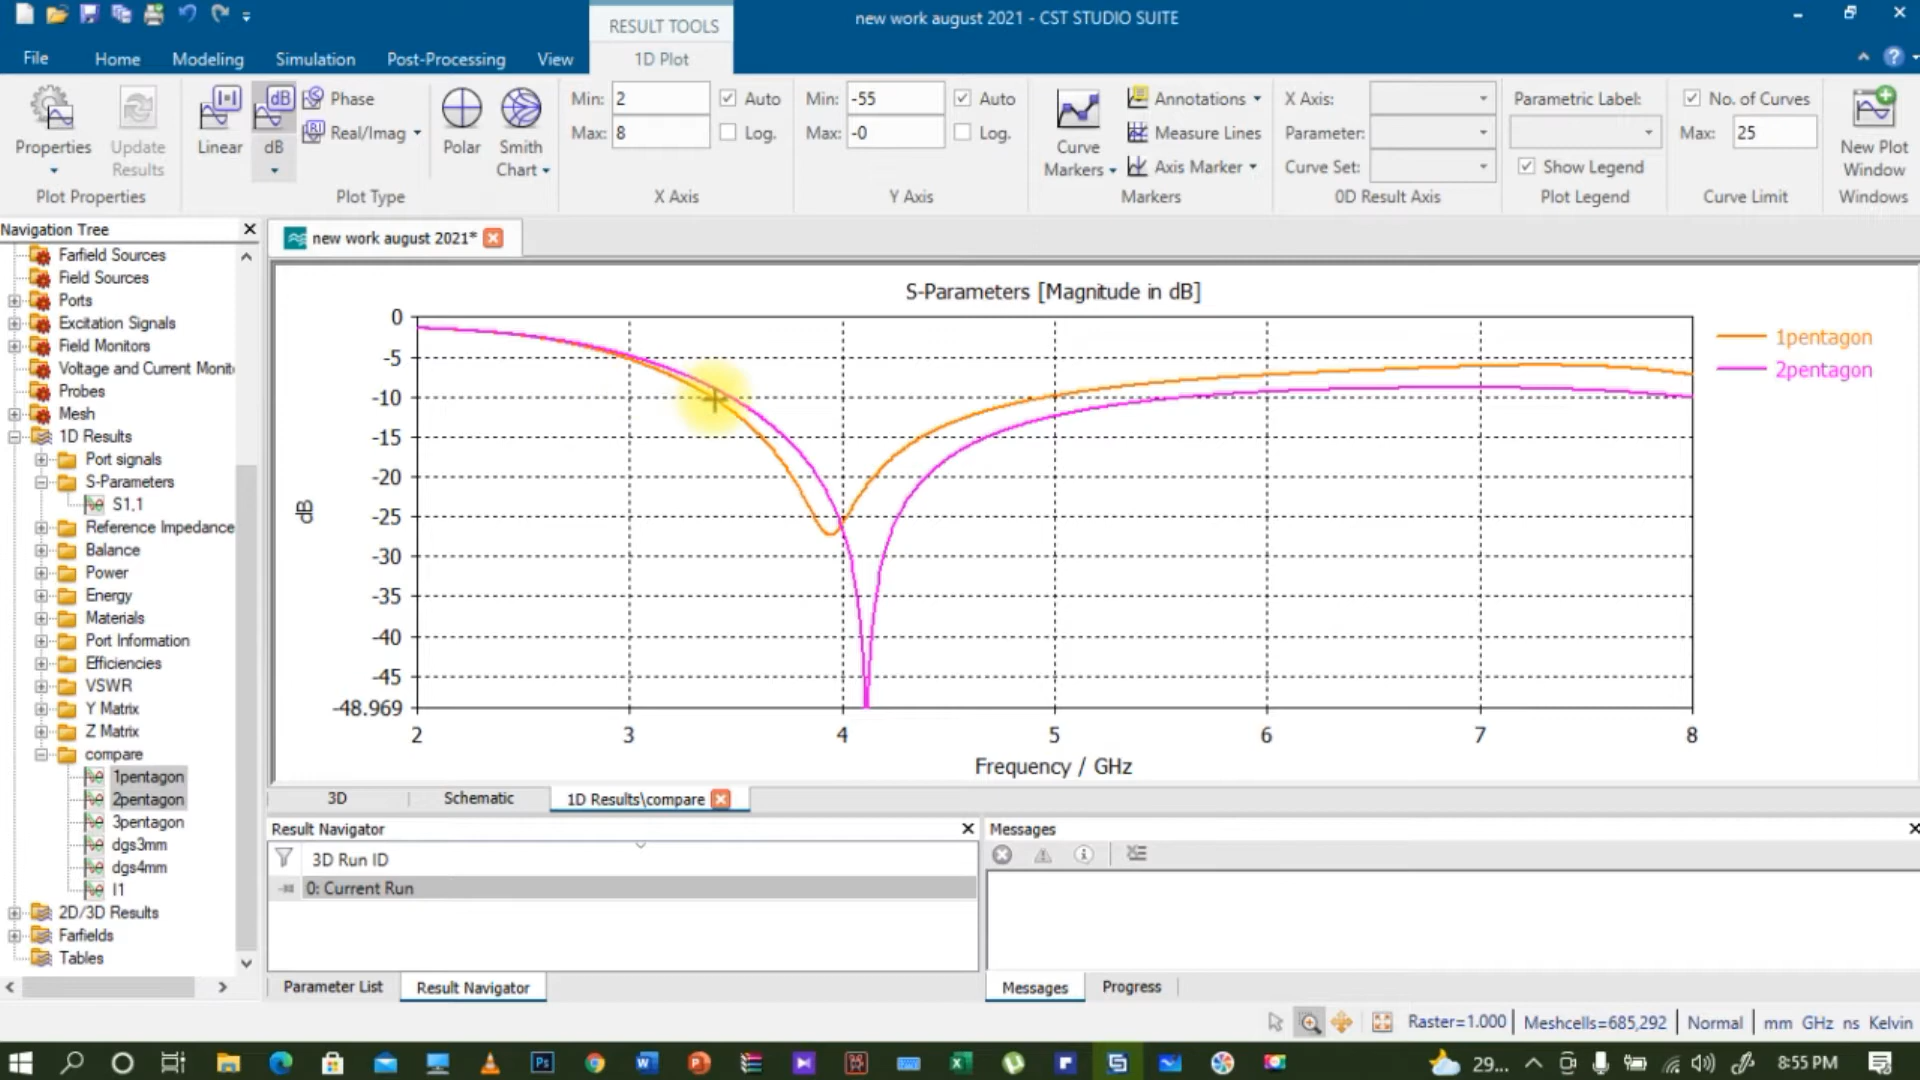 new work august 2021 - CST STUDIO SUITE
RESULT TOOLS
File Home Modeling Simulation Post-Processing View 1D Plot
Properties
Update Results
Plot Properties
Linear
dB
Phase
Real/Imag
Polar
Smith Chart
Plot Type
Min: 2 Auto
Max: 8 Log.
X Axis
Min: -55 Auto
Max: -0 Log.
Y Axis
Curve Markers
Annotations
Measure Lines
Axis Marker
Markers
X Axis:
Parameter:
Curve Set:
0D Result Axis
Parametric Label:
Show Legend
Plot Legend
No. of Curves
Max: 25
Curve Limit
New Plot Window
Windows
Navigation Tree
Farfield Sources
Field Sources
Ports
Excitation Signals
Field Monitors
Voltage and Current Monit
Probes
Mesh
1D Results
Port signals
S-Parameters
S1,1
Reference Impedance
Balance
Power
Energy
Materials
Port Information
Efficiencies
VSWR
Y Matrix
Z Matrix
compare
1pentagon
2pentagon
3pentagon
dgs3mm
dgs4mm
l1
2D/3D Results
Farfields
Tables
new work august 2021*
S-Parameters [Magnitude in dB]
0
-5
-10
-15
-20
-25
-30
-35
-40
-45
-48.969
dB
2 3 4 5 6 7 8
Frequency / GHz
1pentagon
2pentagon
3D Schematic 1D Results\compare
Result Navigator
3D Run ID
0: Current Run
Parameter List Result Navigator
Messages
Messages Progress
Raster=1.000 Meshcells=685,292 Normal mm GHz ns Kelvin
29... 8:55 PM